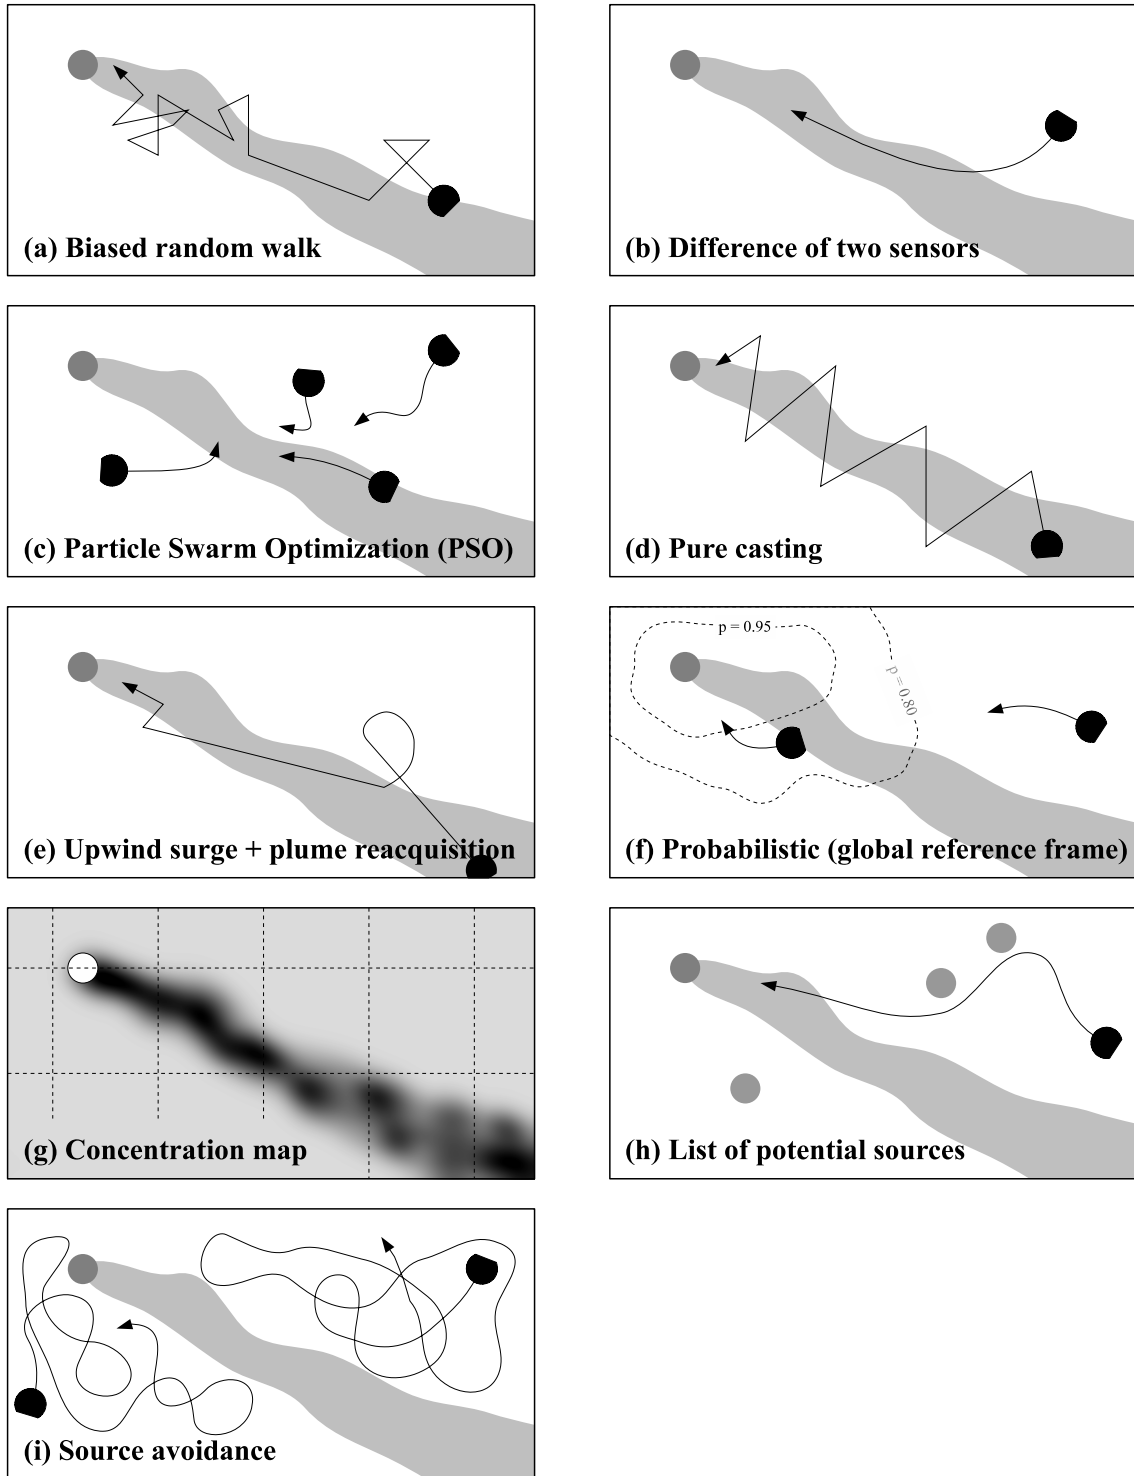 (a) Biased random walk
(b) Difference of two sensors
(c) Particle Swarm Optimization (PSO)
(d) Pure casting
(e) Upwind surge + plume reacquisition
p = 0.95
p = 0.80
(f) Probabilistic (global reference frame)
(g) Concentration map
(h) List of potential sources
(i) Source avoidance